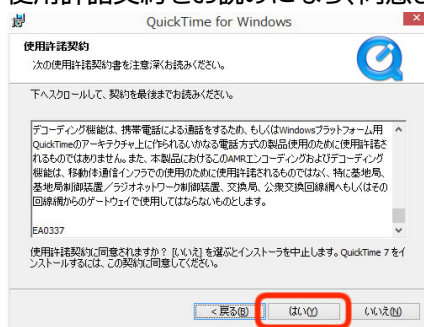 QuickTime for Windows
使用許諾契約
次の使用許諾契約書を注意深くお読みください。
下へスクロールして、契約を最後までお読みください。
デコーディング機能は、携帯電話による通話をするため、もしくはWindowsプラットフォーム用
QuickTimeのアーキテクチャ上に作られるいかなる電話方式の製品使用のために使用許諾さ
れるものではありません。また、本製品におけるこのAMRエンコーディングおよびデコーディング
機能は、移動体通信インフラでの使用のために使用許諾されるものではなく、特に基地局、
基地局制御装置／ラジオネットワーク制御装置、交換局、公衆交換回線網へもしくはその
回線網からのゲートウェイで使用してはならないものとします。
EA0337
使用許諾契約に同意されますか？ [いいえ] を選ぶとインストーラを中止します。QuickTime 7 をイ
ンストールするには、この契約に同意してください。
< 戻る(B) はい(Y) いいえ(N)